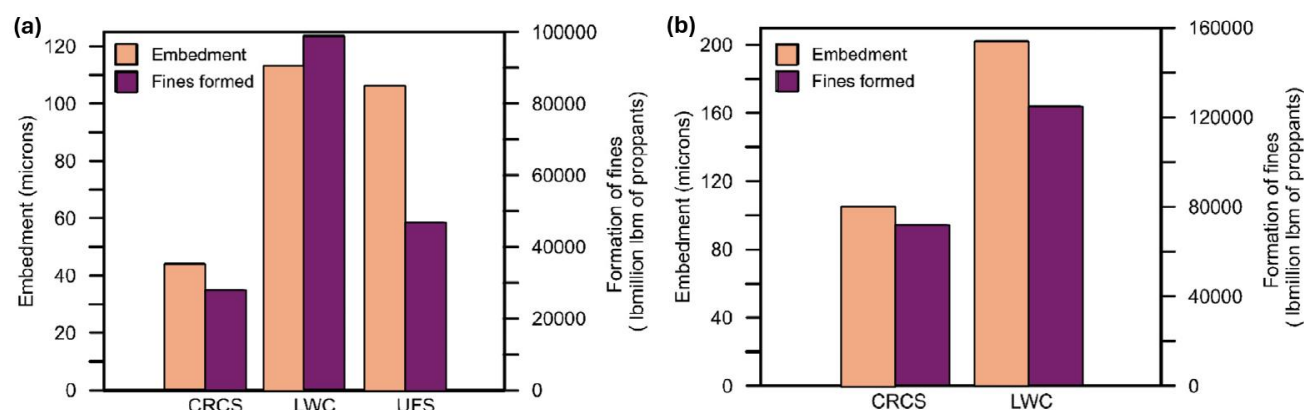 (a)
Embedment
Fines formed
Embedment (microns)
120
100
80
60
40
20
0
100000
80000
60000
40000
20000
0
Formation of fines
( lbmillion lbm of proppants)
CRCS
LWC
UFS
(b)
Embedment
Fines formed
Embedment (microns)
200
160
120
80
40
0
160000
120000
80000
40000
0
Formation of fines
( lbmillion lbm of proppants)
CRCS
LWC